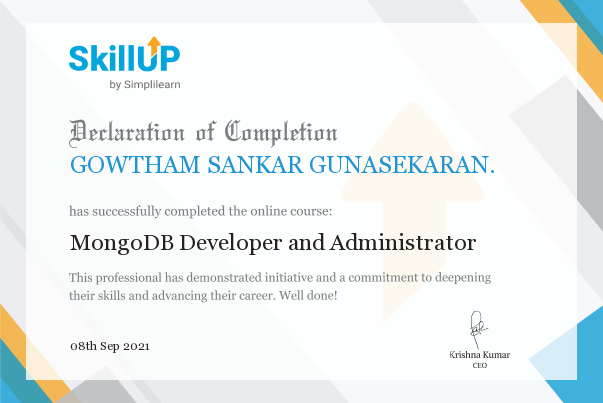 SkillUP
by Simplilearn
Declaration of Completion
GOWTHAM SANKAR GUNASEKARAN.
has successfully completed the online course:
MongoDB Developer and Administrator
This professional has demonstrated initiative and a commitment to deepening
their skills and advancing their career. Well done!
08th Sep 2021
Krishna Kumar
CEO